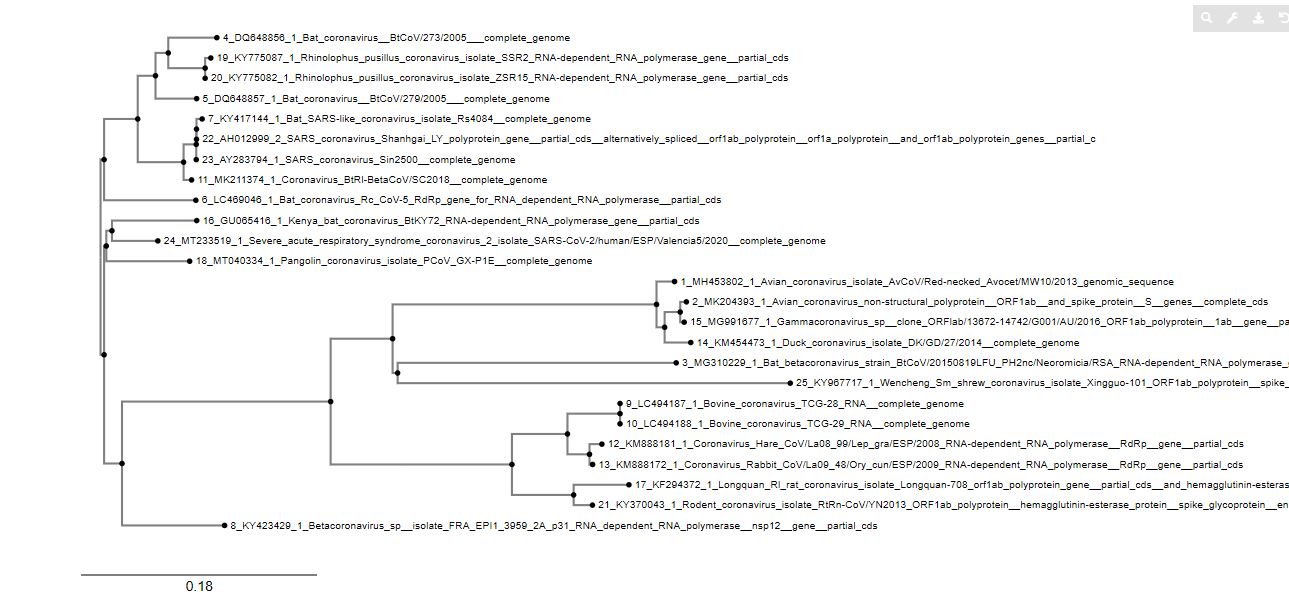 4_DQ648856_1_Bat_coronavirus__BtCoV/273/2005___complete_genome
19_KY775087_1_Rhinolophus_pusillus_coronavirus_isolate_SSR2_RNA-dependent_RNA_polymerase_gene__partial_cds
20_KY775082_1_Rhinolophus_pusillus_coronavirus_isolate_ZSR15_RNA-dependent_RNA_polymerase_gene__partial_cds
5_DQ648857_1_Bat_coronavirus__BtCoV/279/2005___complete_genome
7_KY417144_1_Bat_SARS-like_coronavirus_isolate_Rs4084__complete_genome
22_AH012999_2_SARS_coronavirus_Shanhgai_LY_polyprotein_gene__partial_cds__alternatively_spliced__orf1ab_polyprotein__orf1a_polyprotein__and_orf1ab_polyprotein_genes__partial_c
23_AY283794_1_SARS_coronavirus_Sin2500__complete_genome
11_MK211374_1_Coronavirus_BtRl-BetaCoV/SC2018__complete_genome
6_LC469046_1_Bat_coronavirus_Rc_CoV-5_RdRp_gene_for_RNA_dependent_RNA_polymerase__partial_cds
16_GU065416_1_Kenya_bat_coronavirus_BtKY72_RNA-dependent_RNA_polymerase_gene__partial_cds
24_MT233519_1_Severe_acute_respiratory_syndrome_coronavirus_2_isolate_SARS-CoV-2/human/ESP/Valencia5/2020__complete_genome
18_MT040334_1_Pangolin_coronavirus_isolate_PCoV_GX-P1E__complete_genome
1_MH453802_1_Avian_coronavirus_isolate_AvCoV/Red-necked_Avocet/MW10/2013_genomic_sequence
2_MK204393_1_Avian_coronavirus_non-structural_polyprotein__ORF1ab__and_spike_protein__S__genes__complete_cds
15_MG991677_1_Gammacoronavirus_sp__clone_ORFlab/13672-14742/G001/AU/2016_ORF1ab_polyprotein__1ab__gene__pa
14_KM454473_1_Duck_coronavirus_isolate_DK/GD/27/2014__complete_genome
3_MG310229_1_Bat_betacoronavirus_strain_BtCoV/20150819LFU_PH2nc/Neoromicia/RSA_RNA-dependent_RNA_polymerase_
25_KY967717_1_Wencheng_Sm_shrew_coronavirus_isolate_Xingguo-101_ORF1ab_polyprotein__spike_
9_LC494187_1_Bovine_coronavirus_TCG-28_RNA__complete_genome
10_LC494188_1_Bovine_coronavirus_TCG-29_RNA__complete_genome
12_KM888181_1_Coronavirus_Hare_CoV/La08_99/Lep_gra/ESP/2008_RNA-dependent_RNA_polymerase__RdRp__gene__partial_cds
13_KM888172_1_Coronavirus_Rabbit_CoV/La09_48/Ory_cun/ESP/2009_RNA-dependent_RNA_polymerase__RdRp__gene__partial_cds
17_KF294372_1_Longquan_Rl_rat_coronavirus_isolate_Longquan-708_orf1ab_polyprotein_gene__partial_cds__and_hemagglutinin-esteras
21_KY370043_1_Rodent_coronavirus_isolate_RtRn-CoV/YN2013_ORF1ab_polyprotein__hemagglutinin-esterase_protein__spike_glycoprotein__en
8_KY423429_1_Betacoronavirus_sp__isolate_FRA_EPI1_3959_2A_p31_RNA_dependent_RNA_polymerase__nsp12__gene__partial_cds
0.18